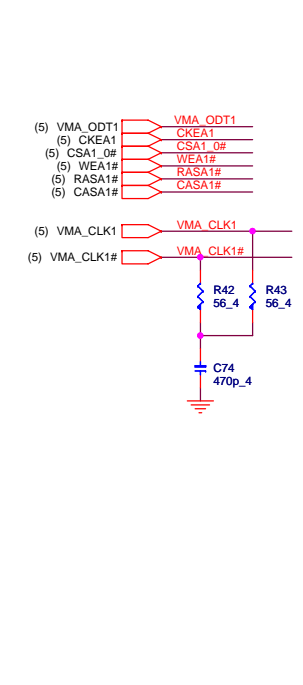 (5) VMA_ODT1 VMA_ODT1
(5) CKEA1 CKEA1
(5) CSA1_0# CSA1_0#
(5) WEA1# WEA1#
(5) RASA1# RASA1#
(5) CASA1# CASA1#
(5) VMA_CLK1 VMA_CLK1
(5) VMA_CLK1# VMA_CLK1#
R42 R43
56_4 56_4
C74
470p_4